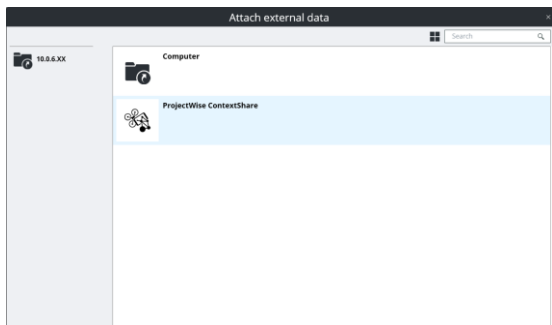 Attach external data
Search
10.0.6.XX
Computer
ProjectWise ContextShare